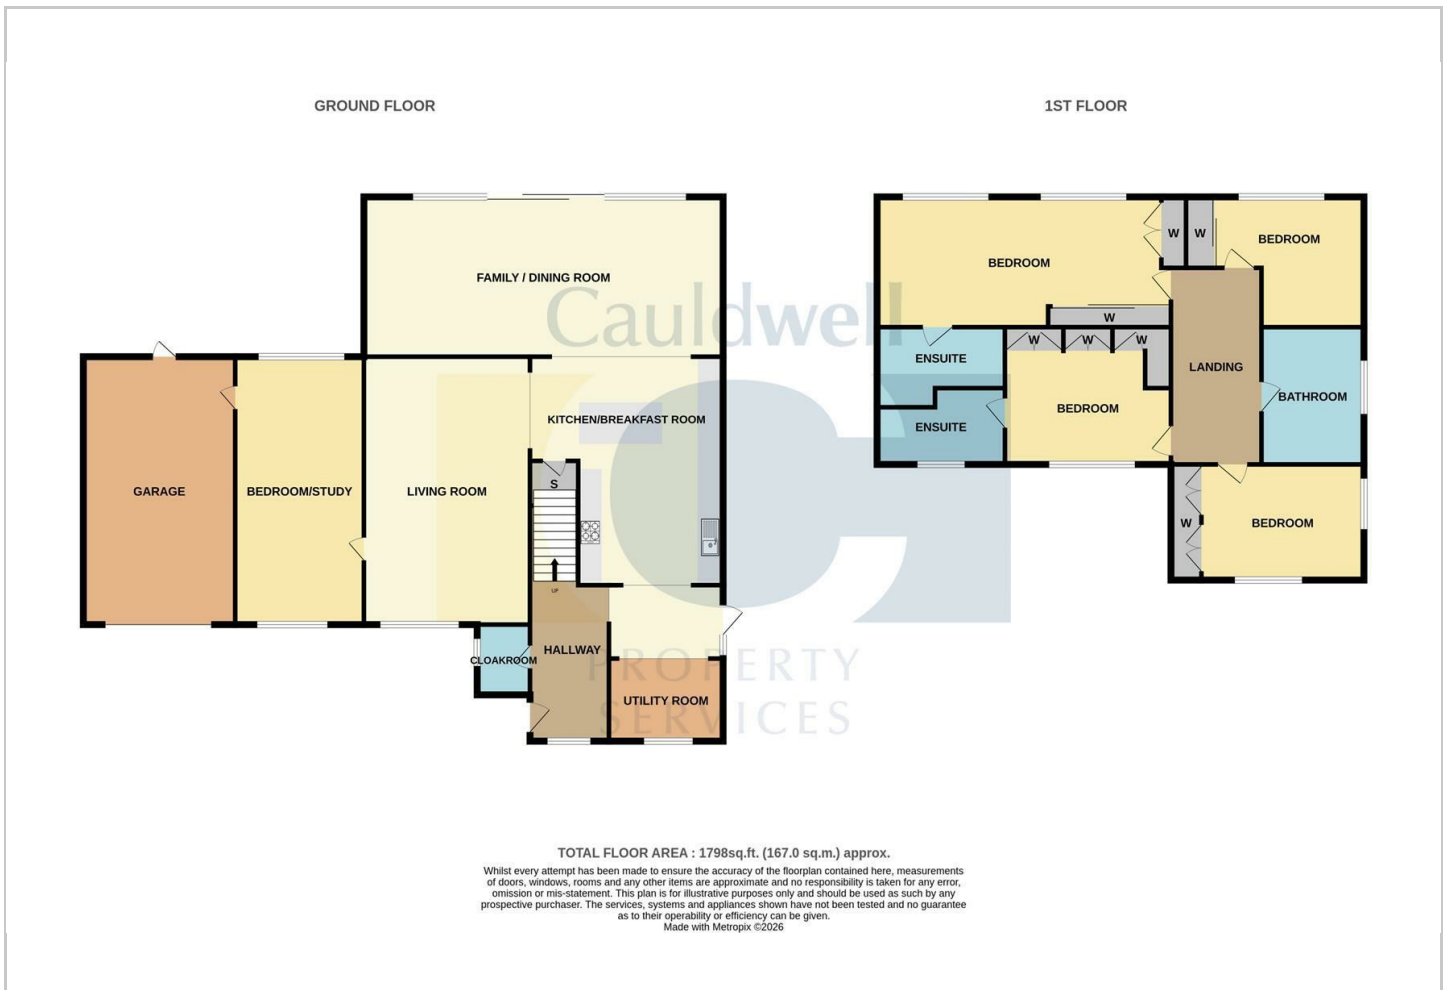 GROUND FLOOR
1ST FLOOR
FAMILY / DINING ROOM
GARAGE
BEDROOM/STUDY
LIVING ROOM
KITCHEN/BREAKFAST ROOM
S
UP
HALLWAY
CLOAKROOM
UTILITY ROOM
BEDROOM
W
W
BEDROOM
W
ENSUITE
W
W
W
LANDING
BATHROOM
BEDROOM
ENSUITE
W
BEDROOM
Cauldwell
PROPERTY
SERVICES
TOTAL FLOOR AREA : 1798sq.ft. (167.0 sq.m.) approx.
Whilst every attempt has been made to ensure the accuracy of the floorplan contained here, measurements
of doors, windows, rooms and any other items are approximate and no responsibility is taken for any error,
omission or mis-statement. This plan is for illustrative purposes only and should be used as such by any
prospective purchaser. The services, systems and appliances shown have not been tested and no guarantee
as to their operability or efficiency can be given.
Made with Metropix ©2026